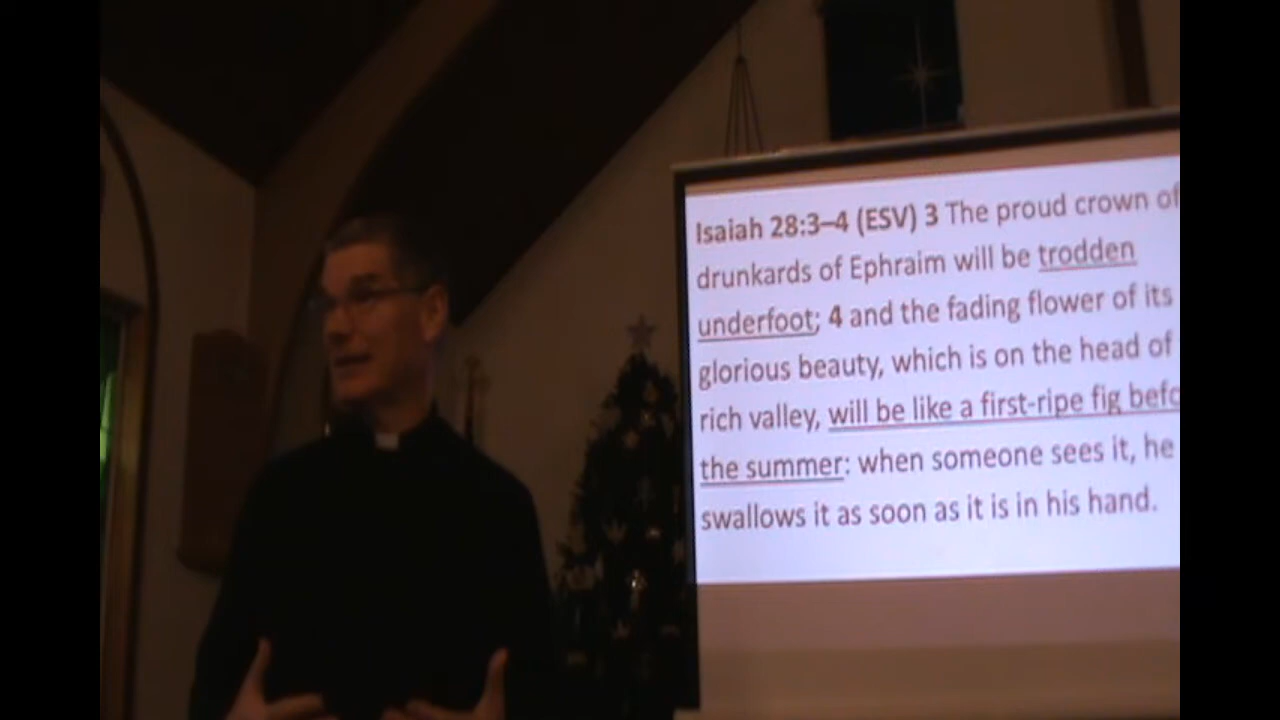 Isaiah 28:3–4 (ESV) 3 The proud crown of
drunkards of Ephraim will be trodden
underfoot; 4 and the fading flower of its
glorious beauty, which is on the head of
rich valley, will be like a first-ripe fig befo
the summer: when someone sees it, he
swallows it as soon as it is in his hand.